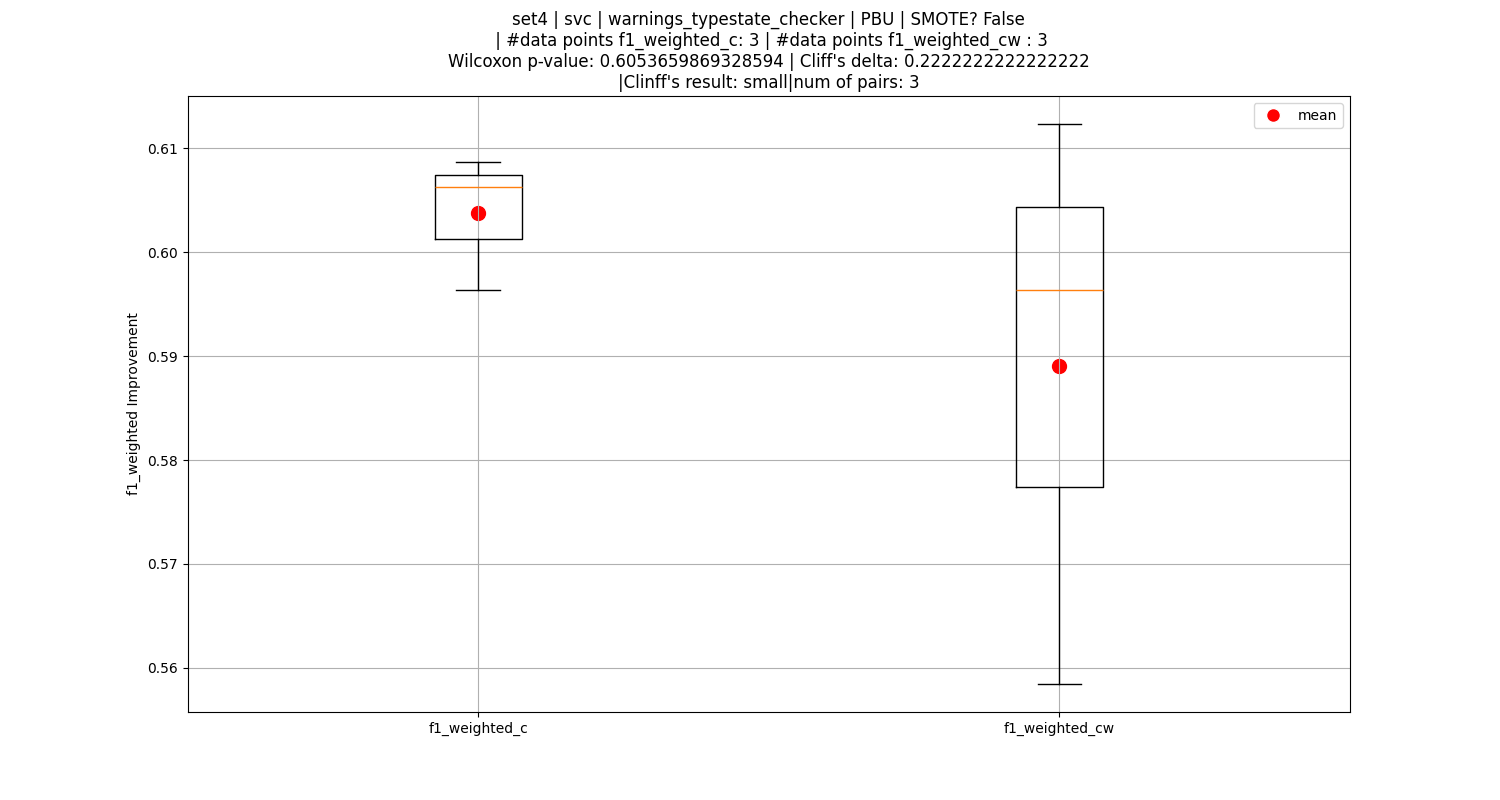 set4 | svc | warnings_typestate_checker | PBU | SMOTE? False
| #data points f1_weighted_c: 3 | #data points f1_weighted_cw : 3
Wilcoxon p-value: 0.6053659869328594 | Cliff's delta: 0.2222222222222222
|Clinff's result: small|num of pairs: 3
mean
0.61
0.60
0.59
0.58
0.57
0.56
f1_weighted Improvement
f1_weighted_c
f1_weighted_cw